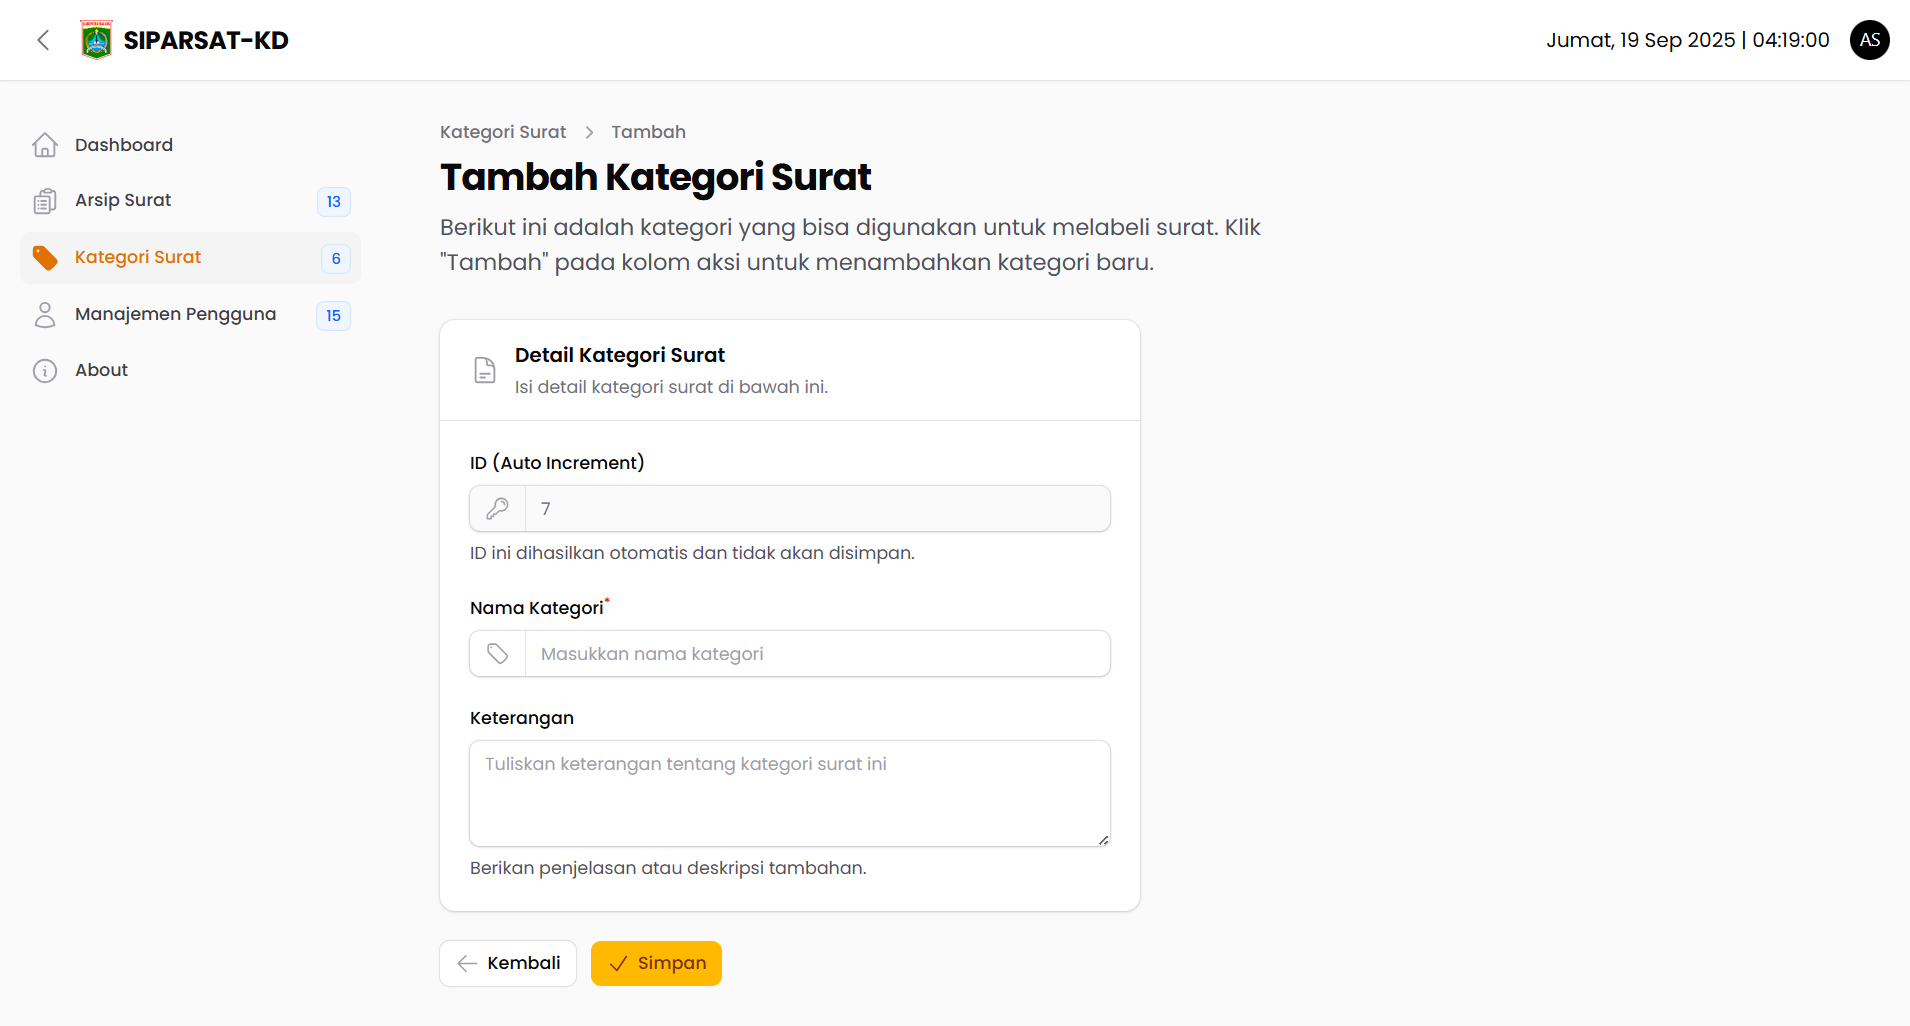 SIPARSAT-KD
Jumat, 19 Sep 2025 | 04:19:00
AS
Dashboard
Arsip Surat 13
Kategori Surat 6
Manajemen Pengguna 15
About
Kategori Surat > Tambah
Tambah Kategori Surat
Berikut ini adalah kategori yang bisa digunakan untuk melabeli surat. Klik
"Tambah" pada kolom aksi untuk menambahkan kategori baru.
Detail Kategori Surat
Isi detail kategori surat di bawah ini.
ID (Auto Increment)
7
ID ini dihasilkan otomatis dan tidak akan disimpan.
Nama Kategori*
Masukkan nama kategori
Keterangan
Tuliskan keterangan tentang kategori surat ini
Berikan penjelasan atau deskripsi tambahan.
Kembali
Simpan